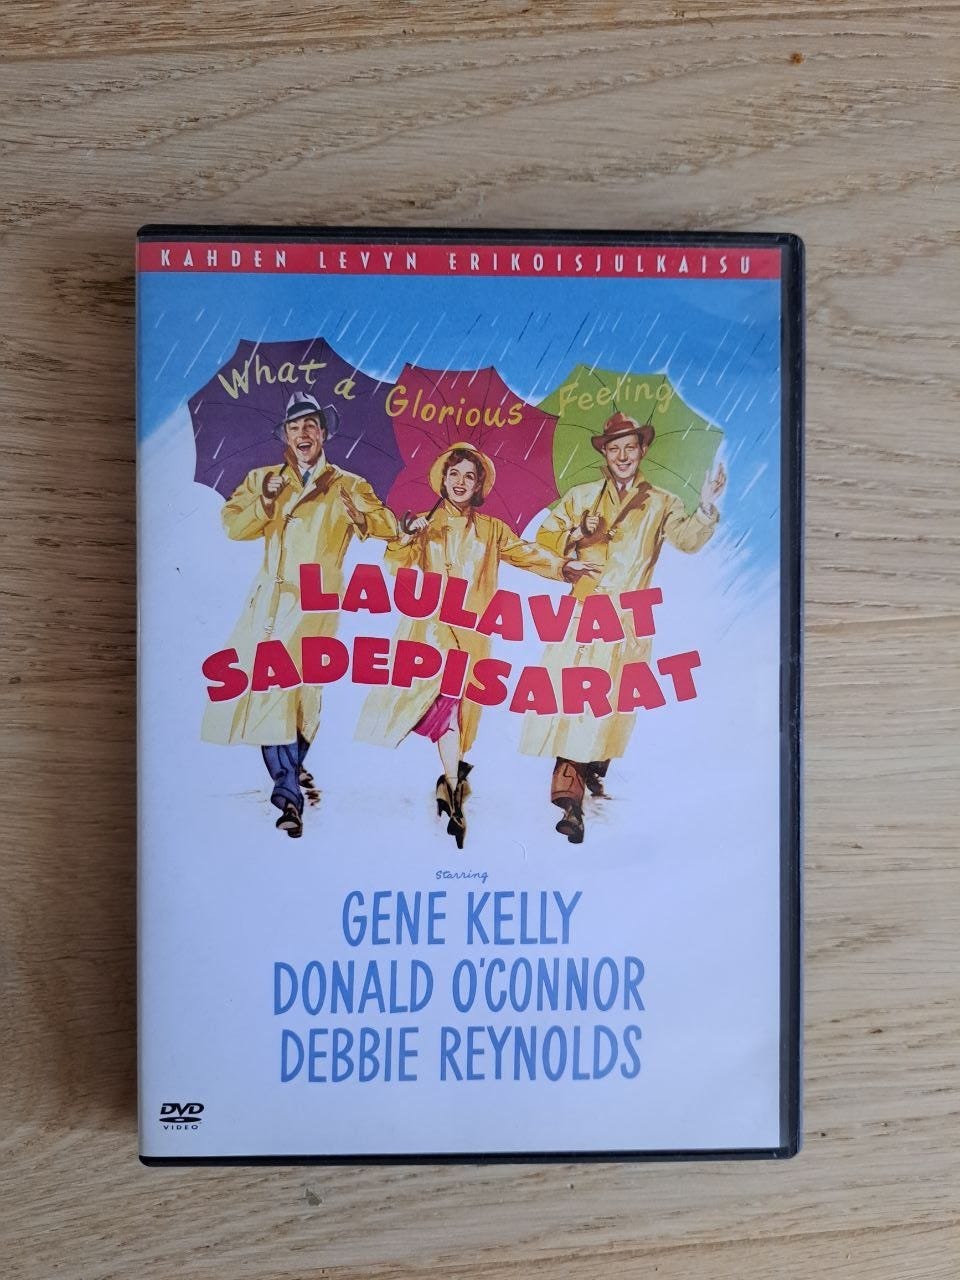 KAHDEN LEVYN ERIKOISJULKAISU
What a Glorious Feeling
LAULAVAT
SADEPISARAT
Starring
GENE KELLY
DONALD O'CONNOR
DEBBIE REYNOLDS
DVD
VIDEO